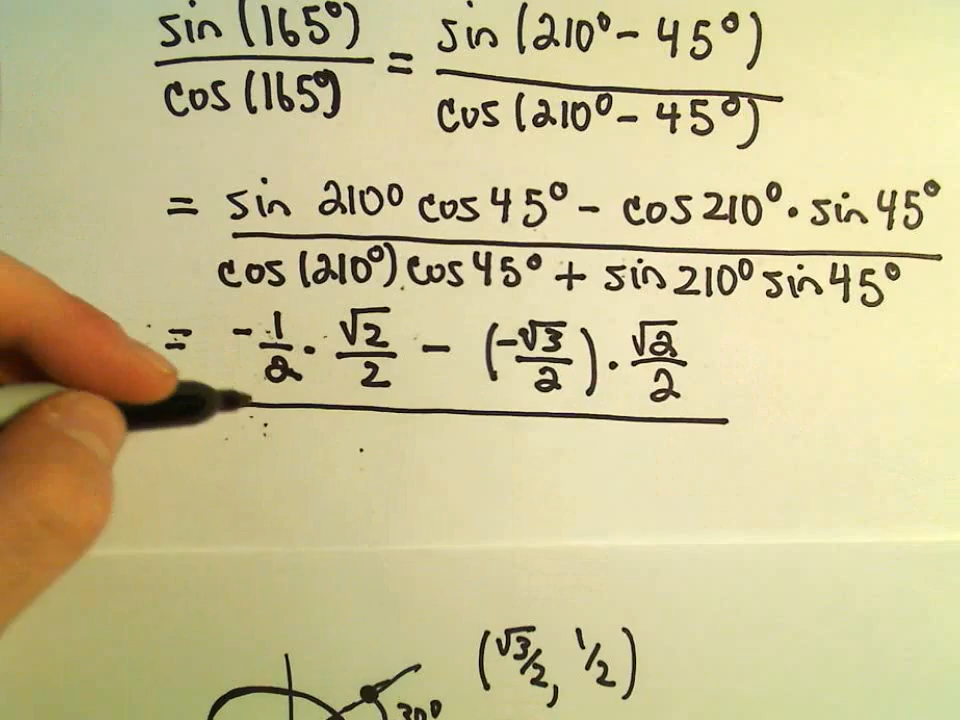 sin(165°)/cos(165°) = sin(210° - 45°)/cos(210° - 45°)
= (sin 210° cos 45° - cos 210° · sin 45°)/(cos(210°) cos 45° + sin 210° sin 45°)
= -1/2 · √2/2 - (-√3/2) · √2/2
(√3/2, 1/2)
30°